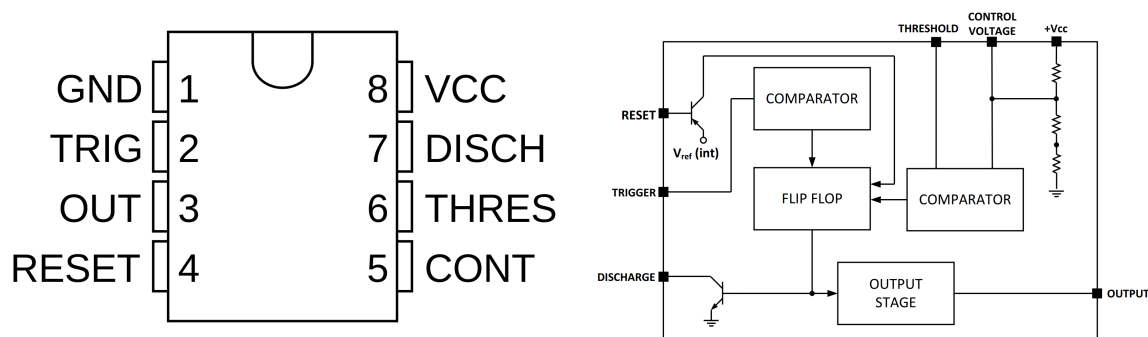 GND 1 8 VCC
TRIG 2 7 DISCH
OUT 3 6 THRES
RESET 4 5 CONT
THRESHOLD
CONTROL
VOLTAGE
+Vcc
COMPARATOR
RESET
Vref (int)
TRIGGER
FLIP FLOP
COMPARATOR
DISCHARGE
OUTPUT
STAGE
OUTPUT